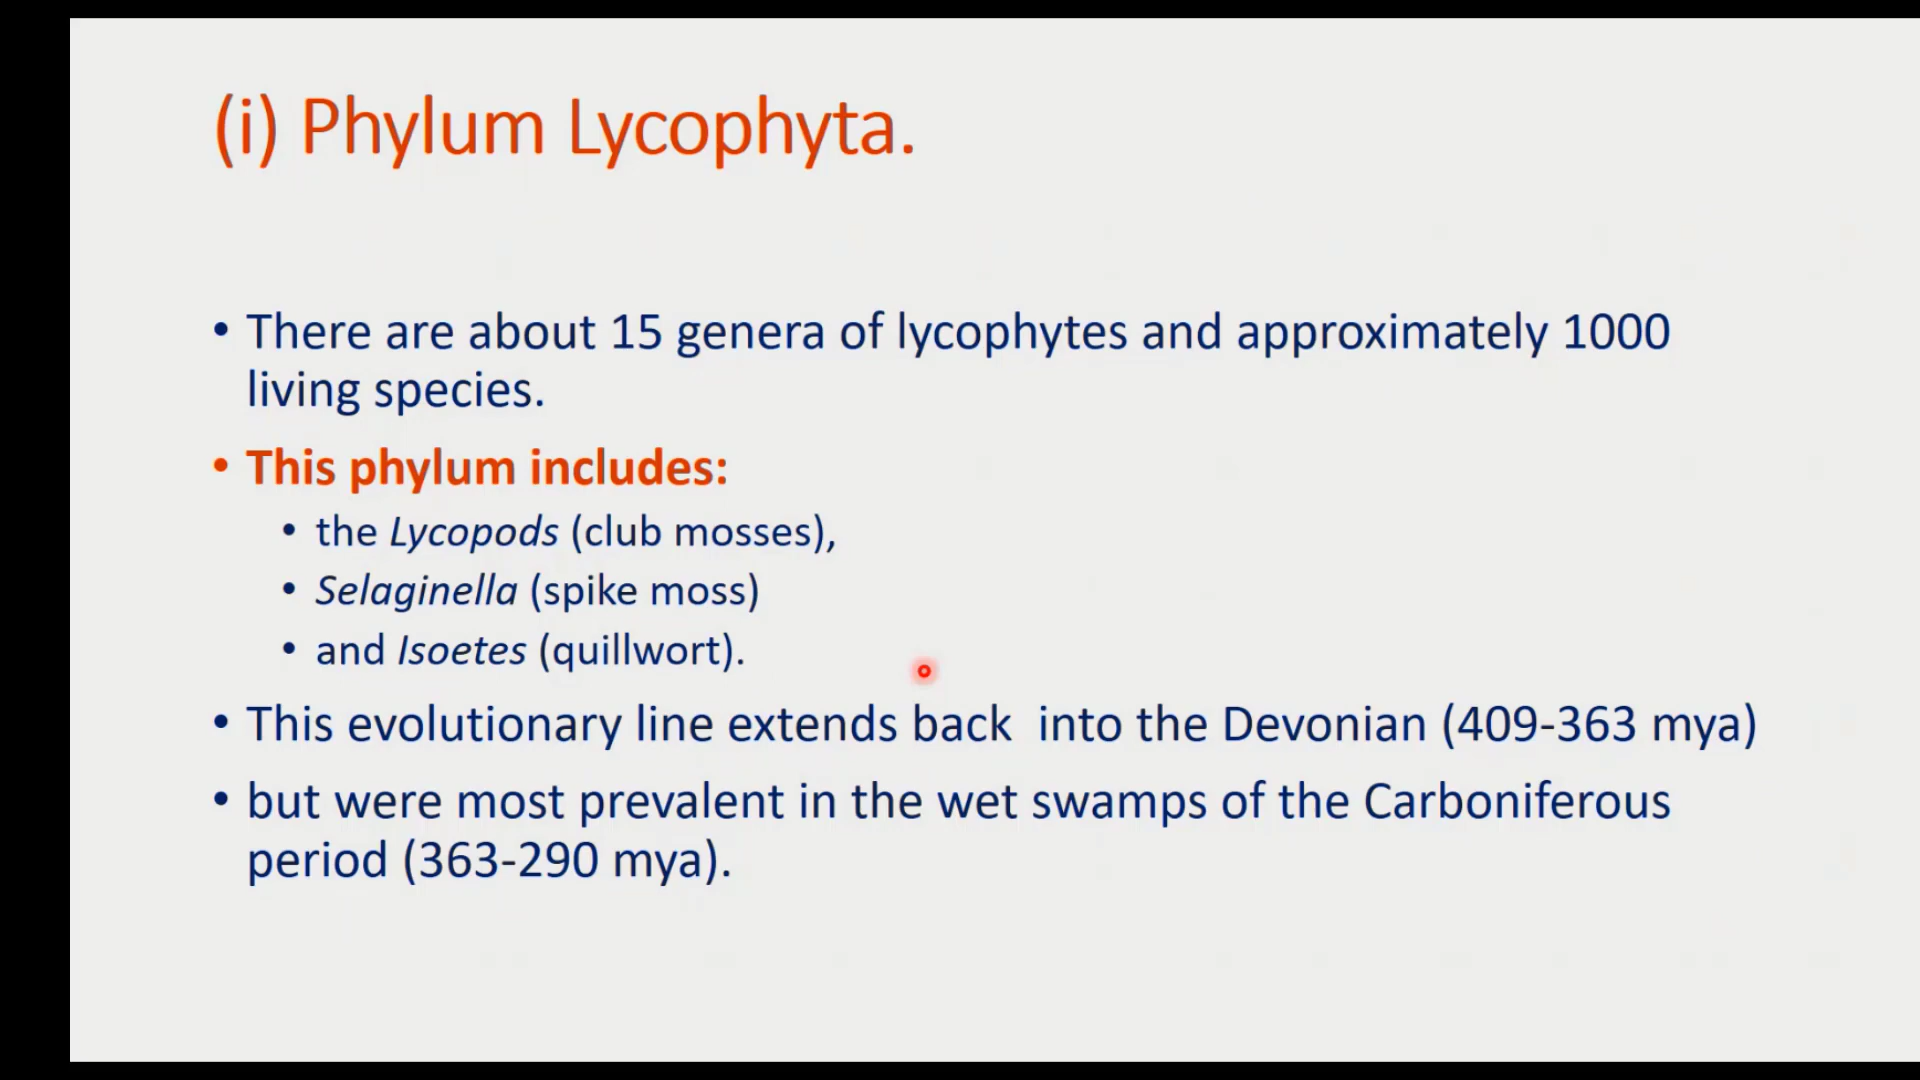 (i) Phylum Lycophyta.
• There are about 15 genera of lycophytes and approximately 1000
living species.
• This phylum includes:
• the Lycopods (club mosses),
• Selaginella (spike moss)
• and Isoetes (quillwort).
• This evolutionary line extends back  into the Devonian (409-363 mya)
• but were most prevalent in the wet swamps of the Carboniferous
period (363-290 mya).